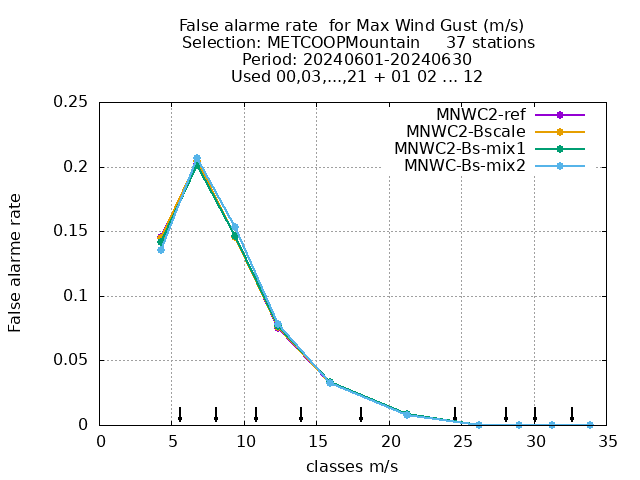 False alarme rate  for Max Wind Gust (m/s)
Selection: METCOOPMountain     37 stations
Period: 20240601-20240630
Used 00,03,...,21 + 01 02 ... 12
MNWC2-ref
MNWC2-Bscale
MNWC2-Bs-mix1
MNWC-Bs-mix2
False alarme rate
0.25
0.2
0.15
0.1
0.05
0
0 5 10 15 20 25 30 35
classes m/s